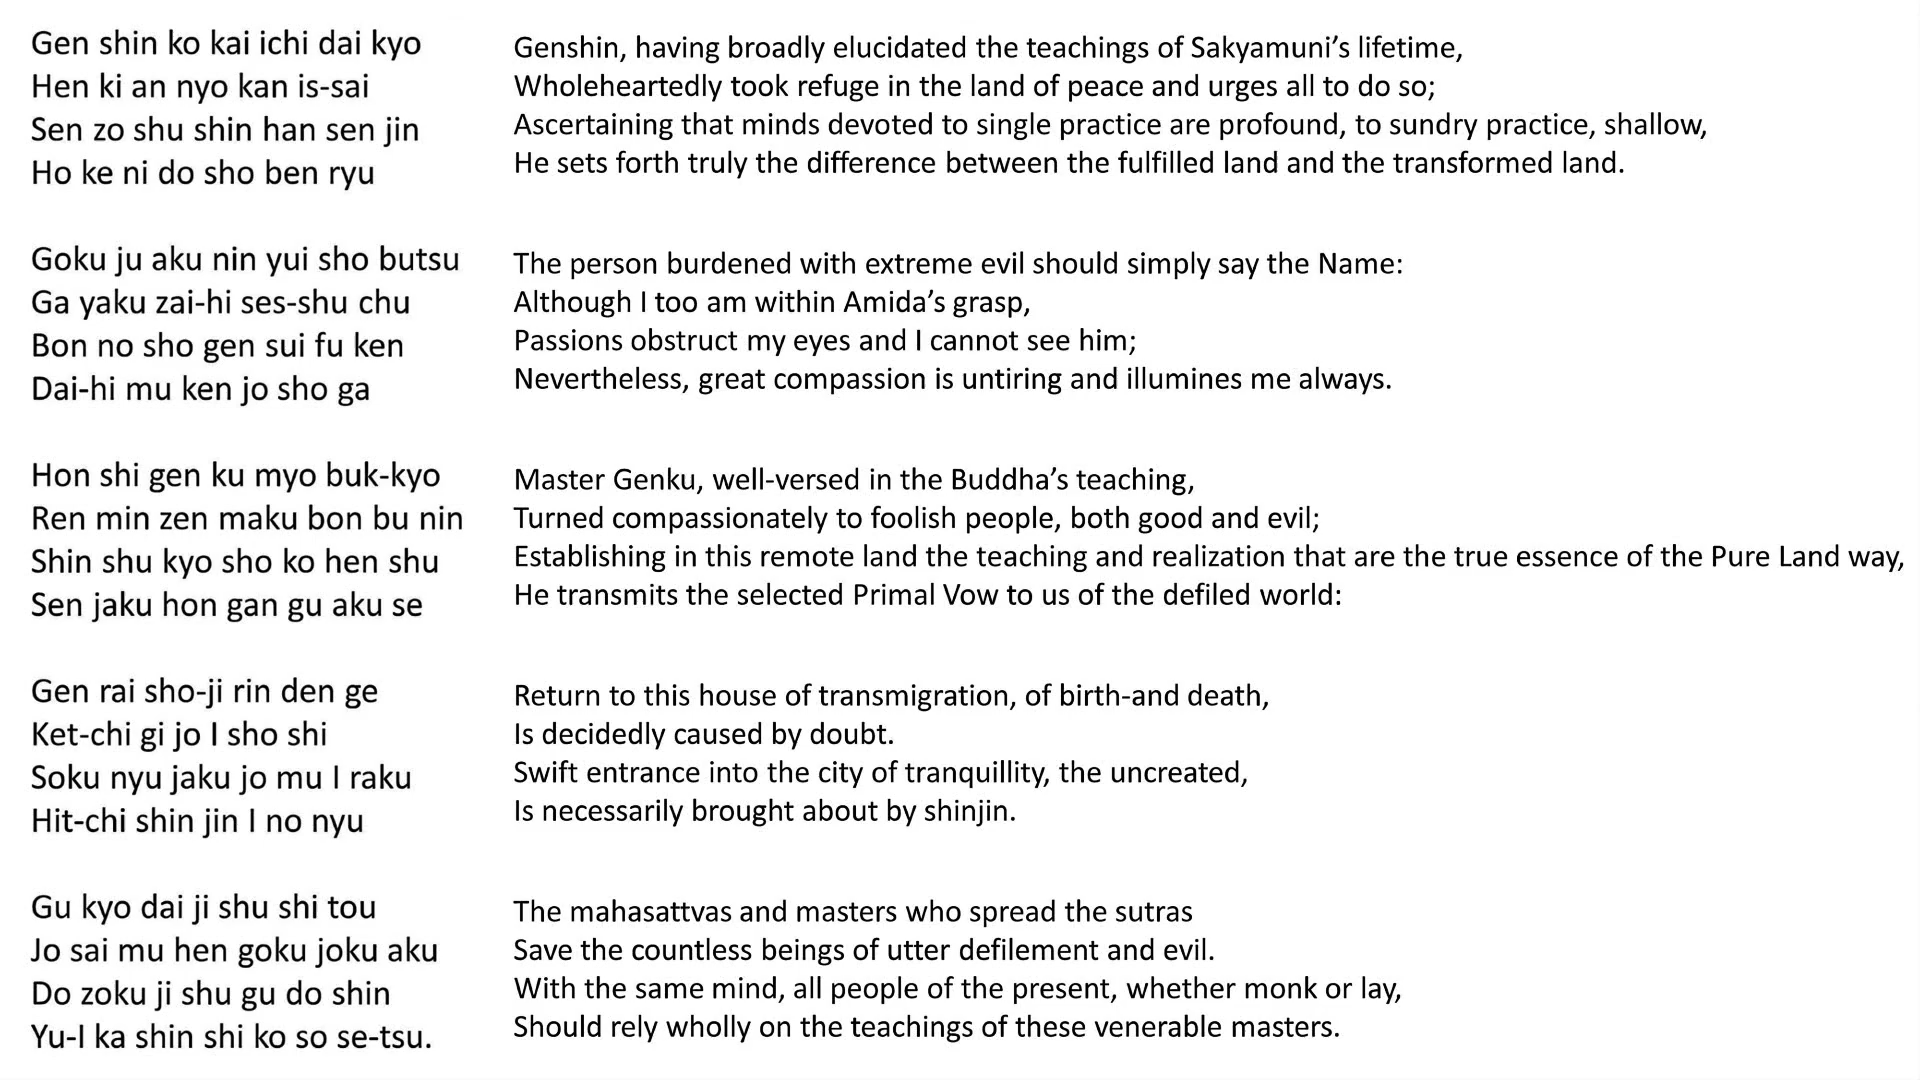 Gen shin ko kai ichi dai kyo
Hen ki an nyo kan is-sai
Sen zo shu shin han sen jin
Ho ke ni do sho ben ryu
Genshin, having broadly elucidated the teachings of Sakyamuni’s lifetime,
Wholeheartedly took refuge in the land of peace and urges all to do so;
Ascertaining that minds devoted to single practice are profound, to sundry practice, shallow,
He sets forth truly the difference between the fulfilled land and the transformed land.
Goku ju aku nin yui sho butsu
Ga yaku zai-hi ses-shu chu
Bon no sho gen sui fu ken
Dai-hi mu ken jo sho ga
The person burdened with extreme evil should simply say the Name:
Although I too am within Amida’s grasp,
Passions obstruct my eyes and I cannot see him;
Nevertheless, great compassion is untiring and illumines me always.
Hon shi gen ku myo buk-kyo
Ren min zen maku bon bu nin
Shin shu kyo sho ko hen shu
Sen jaku hon gan gu aku se
Master Genku, well-versed in the Buddha’s teaching,
Turned compassionately to foolish people, both good and evil;
Establishing in this remote land the teaching and realization that are the true essence of the Pure Land way,
He transmits the selected Primal Vow to us of the defiled world:
Gen rai sho-ji rin den ge
Ket-chi gi jo I sho shi
Soku nyu jaku jo mu I raku
Hit-chi shin jin I no nyu
Return to this house of transmigration, of birth-and death,
Is decidedly caused by doubt.
Swift entrance into the city of tranquillity, the uncreated,
Is necessarily brought about by shinjin.
Gu kyo dai ji shu shi tou
Jo sai mu hen goku joku aku
Do zoku ji shu gu do shin
Yu-I ka shin shi ko so se-tsu.
The mahasattvas and masters who spread the sutras
Save the countless beings of utter defilement and evil.
With the same mind, all people of the present, whether monk or lay,
Should rely wholly on the teachings of these venerable masters.